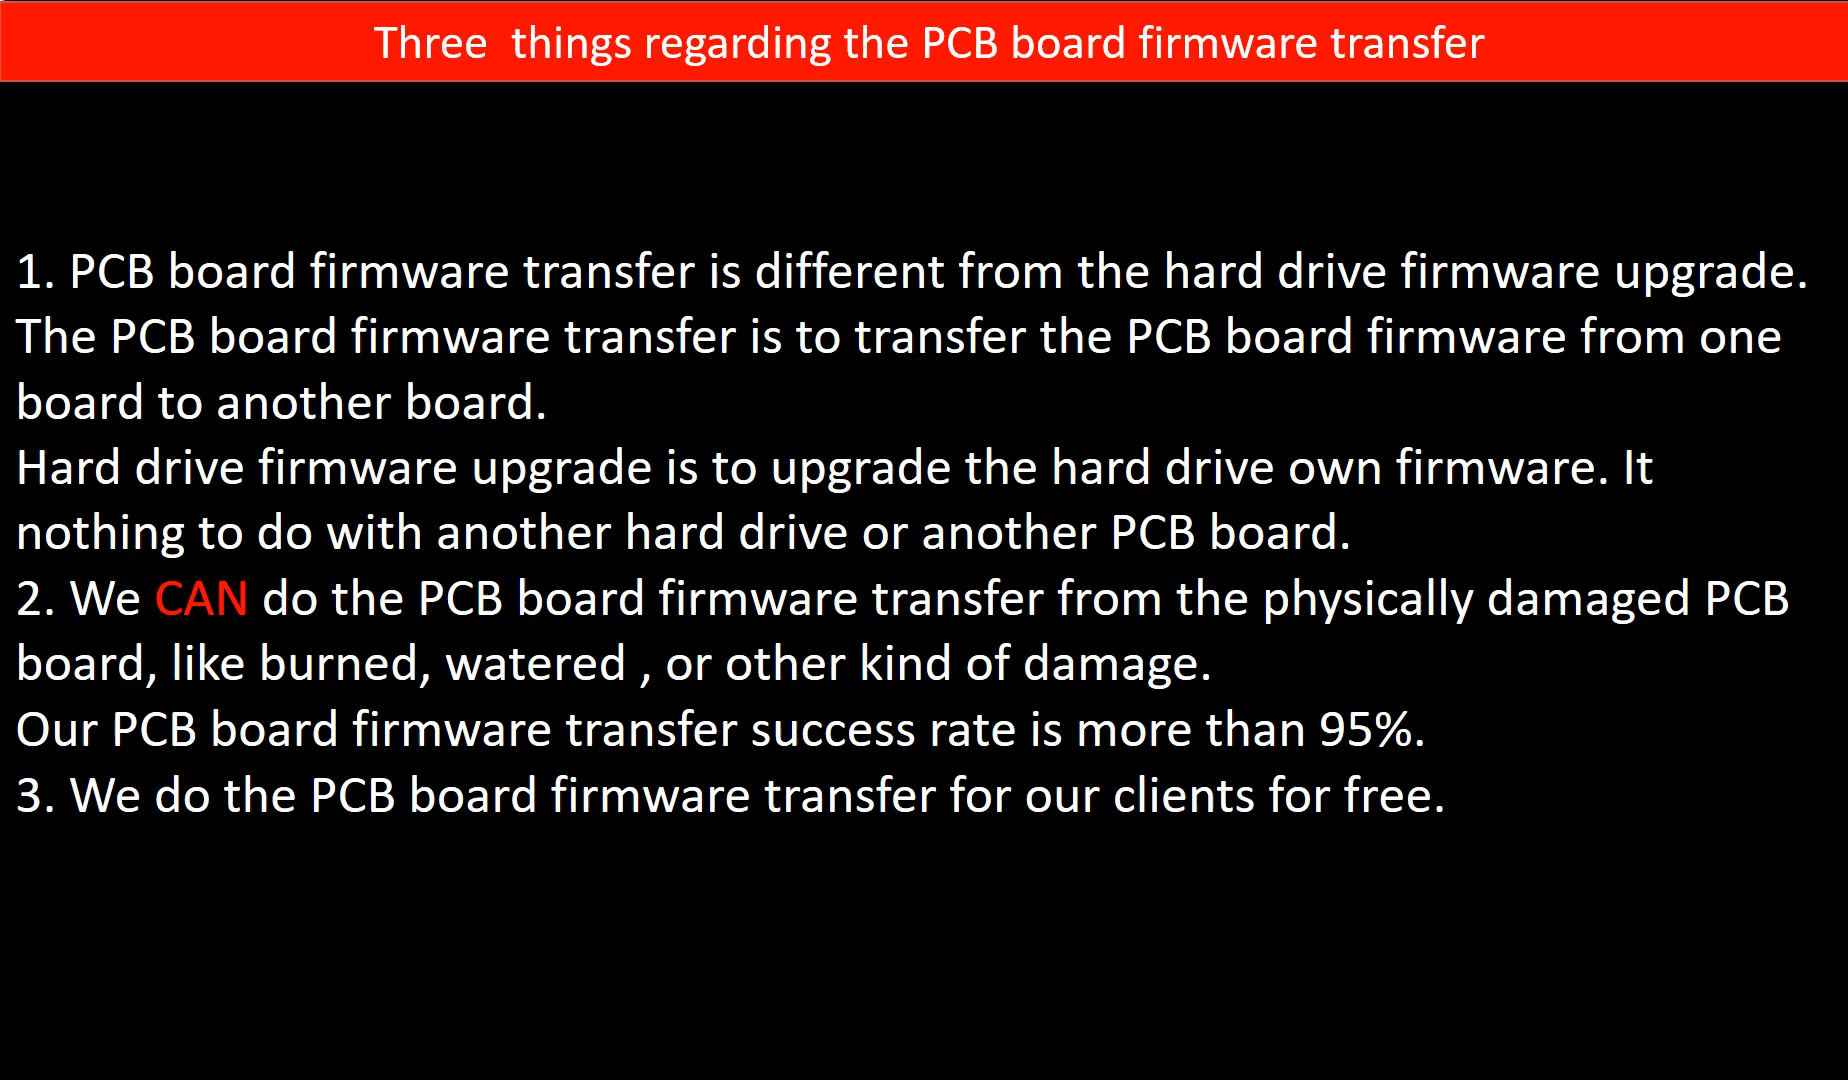 Three  things regarding the PCB board firmware transfer
1. PCB board firmware transfer is different from the hard drive firmware upgrade.
The PCB board firmware transfer is to transfer the PCB board firmware from one
board to another board.
Hard drive firmware upgrade is to upgrade the hard drive own firmware. It
nothing to do with another hard drive or another PCB board.
2. We CAN do the PCB board firmware transfer from the physically damaged PCB
board, like burned, watered , or other kind of damage.
Our PCB board firmware transfer success rate is more than 95%.
3. We do the PCB board firmware transfer for our clients for free.